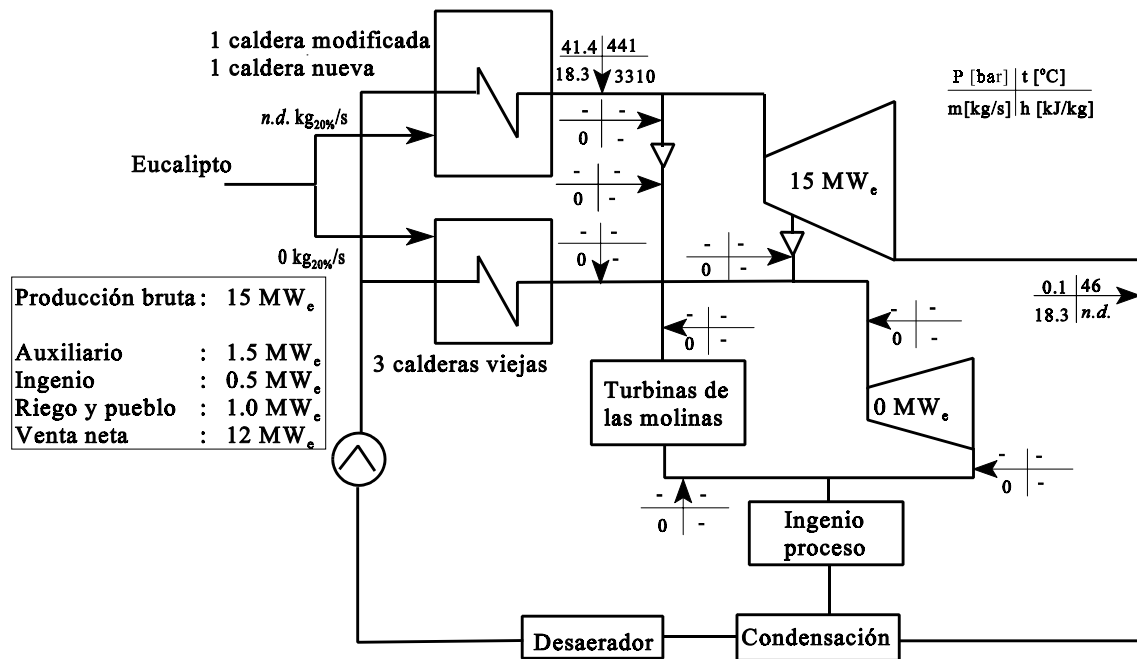 1 caldera modificada
1 caldera nueva
41.4 441
18.3 3310
P [bar] t [°C]
m[kg/s] h [kJ/kg]
n.d. kg20%/s
- -
0 -
Eucalipto
- -
0 -
15 MWe
- -
0 -
- -
0 -
0 kg20%/s
0.1 46
18.3 n.d.
Producción bruta : 15 MWe
Auxiliario : 1.5 MWe
Ingenio : 0.5 MWe
Riego y pueblo : 1.0 MWe
Venta neta : 12 MWe
- -
0 -
- -
0 -
3 calderas viejas
Turbinas de
las molinas
0 MWe
- -
0 -
- -
0 -
Ingenio
proceso
Desaerador
Condensación